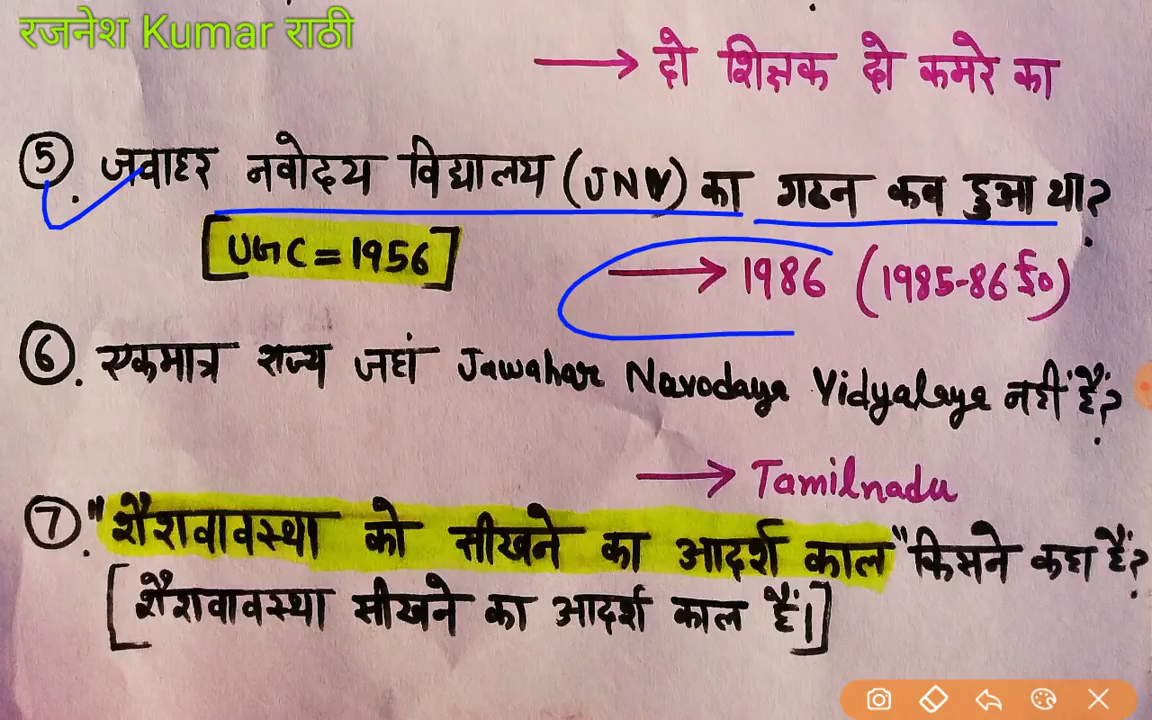 रजनेश Kumar राठी
→ दो शिक्षक दो कमरे का
5. जवाहर नवोदय विद्यालय (JNV) का गठन कब हुआ था?
[UGC = 1956]
→ 1986 (1985-86 ई०)
6. एकमात्र राज्य जहां Jawahar Navodaya Vidyalaya नहीं हैं?
→ Tamilnadu
7. "शैशवावस्था को सीखने का आदर्श काल" किसने कहा हैं?
[शैशवावस्था सीखने का आदर्श काल हैं।]